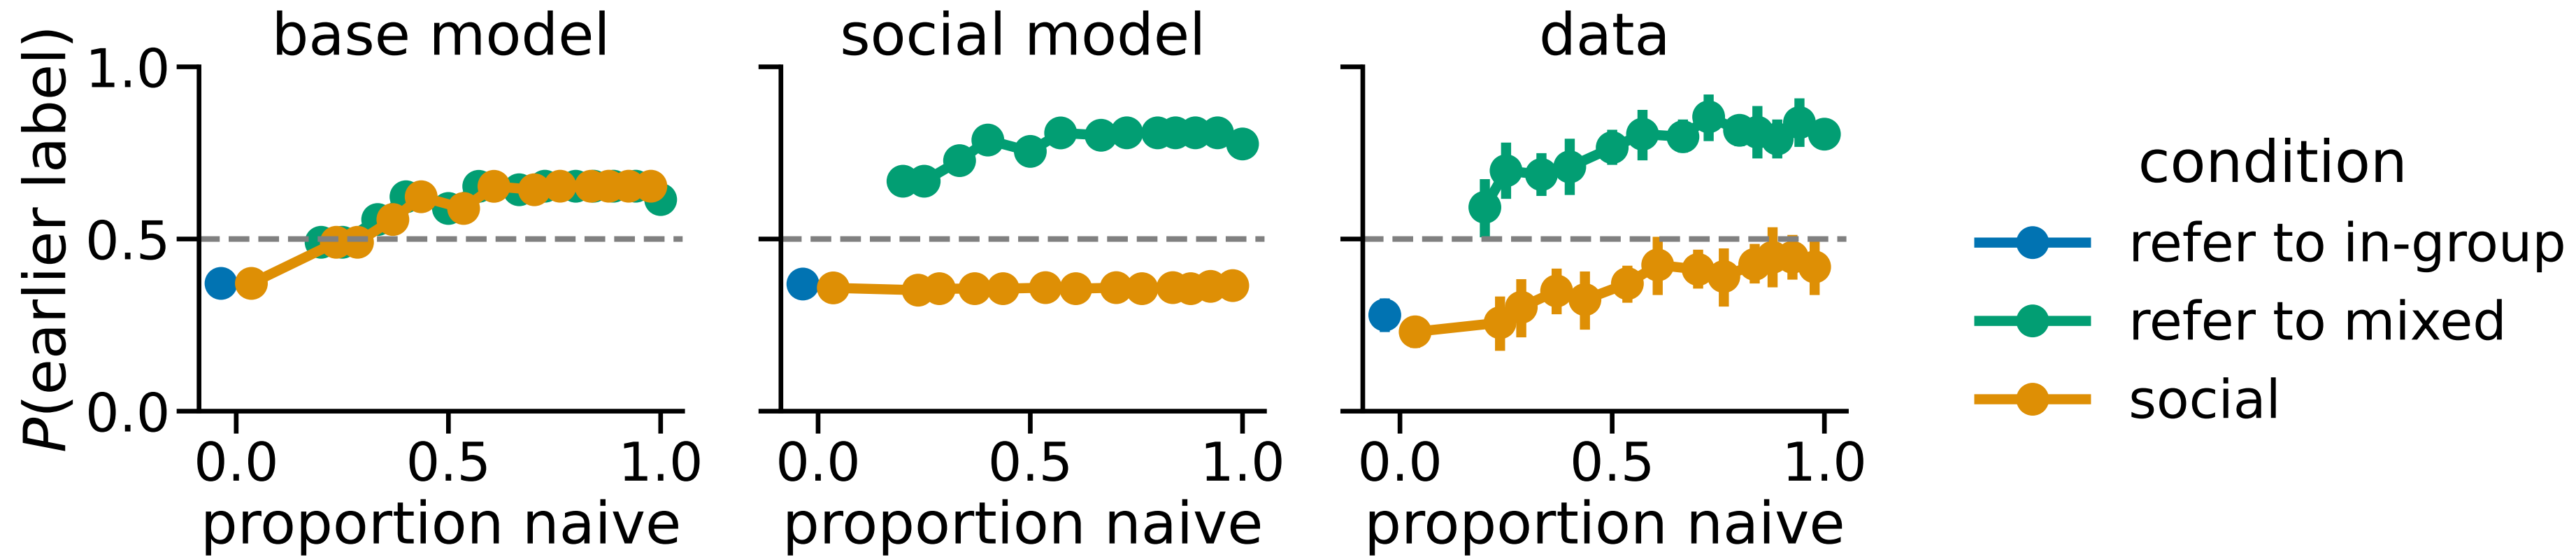 base model
social model
data
P(earlier label)
1.0
0.5
0.0
0.0 0.5 1.0
0.0 0.5 1.0
0.0 0.5 1.0
proportion naive
proportion naive
proportion naive
condition
refer to in-group
refer to mixed
social